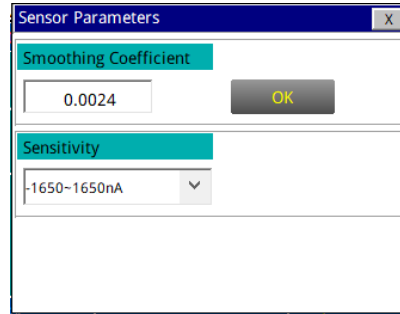 Sensor Parameters
X
Smoothing Coefficient
0.0024
OK
Sensitivity
-1650~1650nA